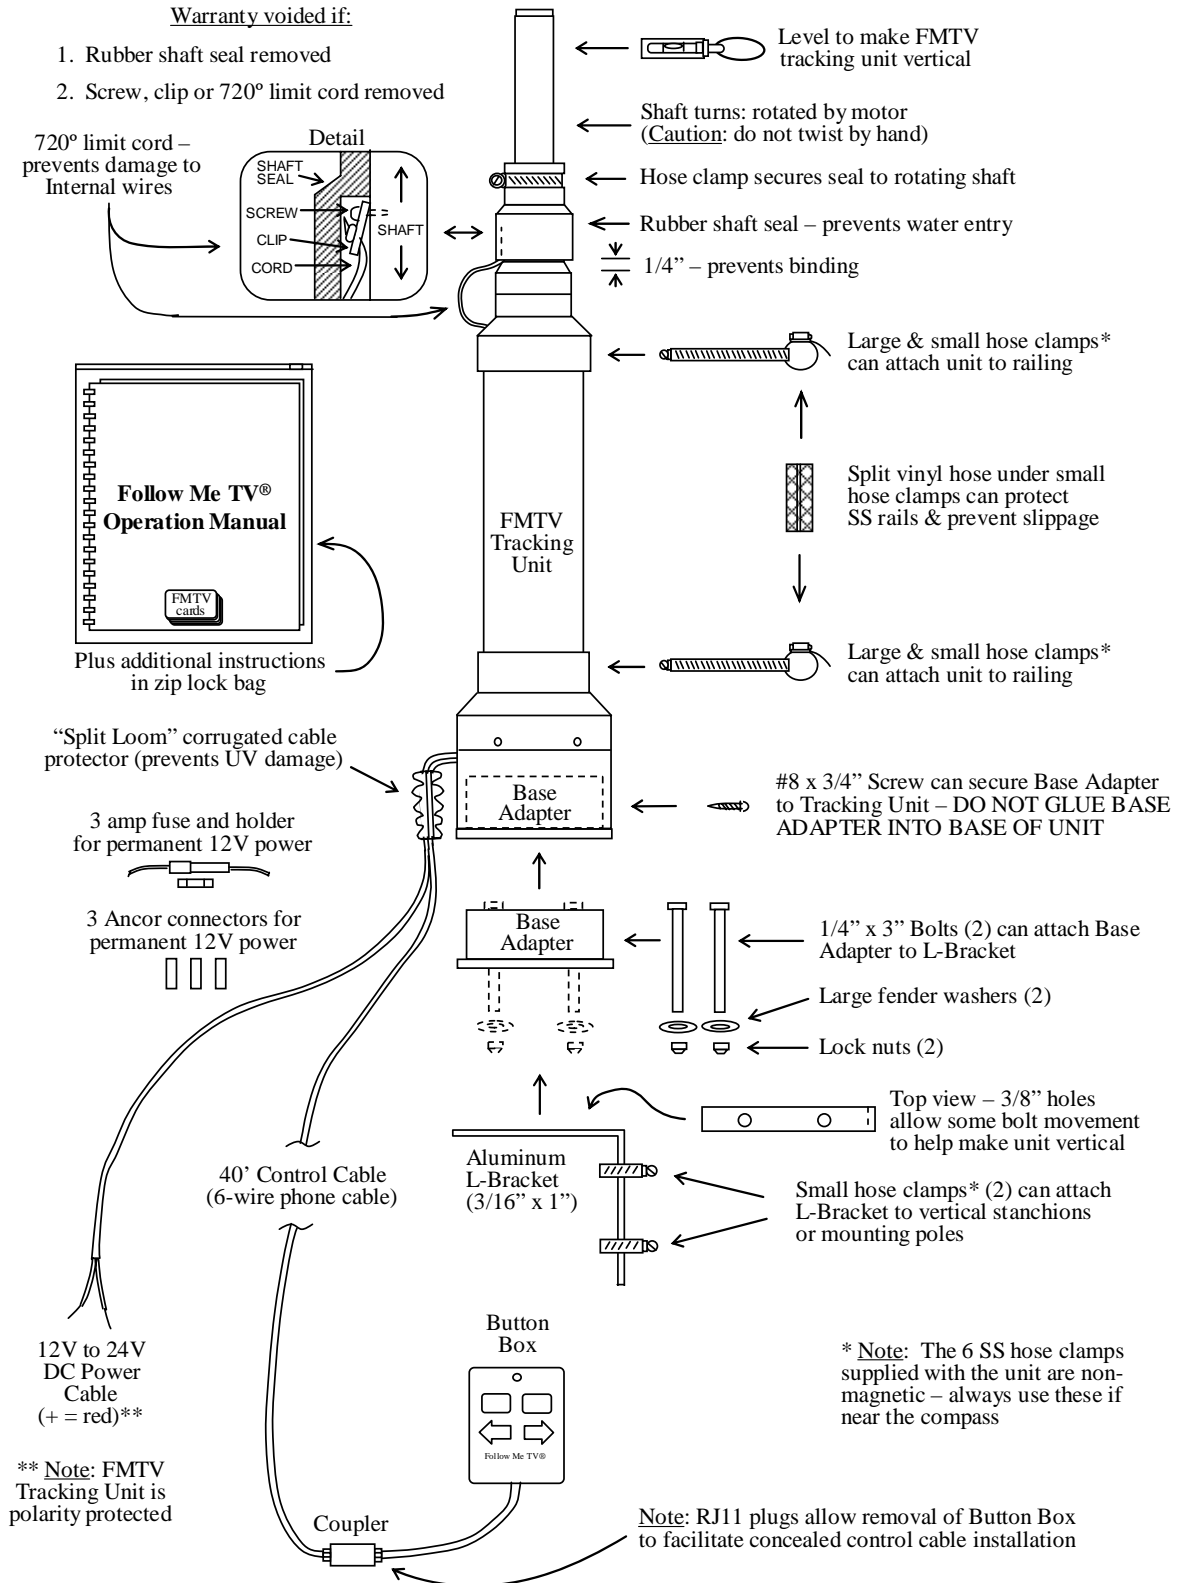 Warranty voided if:
1. Rubber shaft seal removed
2. Screw, clip or 720º limit cord removed
720º limit cord –
prevents damage to
Internal wires
Detail
SHAFT
SEAL
SCREW
CLIP
CORD
SHAFT
Level to make FMTV
tracking unit vertical
Shaft turns: rotated by motor
(Caution: do not twist by hand)
Hose clamp secures seal to rotating shaft
Rubber shaft seal – prevents water entry
1/4” – prevents binding
Large & small hose clamps*
can attach unit to railing
Split vinyl hose under small
hose clamps can protect
SS rails & prevent slippage
Large & small hose clamps*
can attach unit to railing
Follow Me TV®
Operation Manual
FMTV
cards
Plus additional instructions
in zip lock bag
FMTV
Tracking
Unit
“Split Loom” corrugated cable
protector (prevents UV damage)
3 amp fuse and holder
for permanent 12V power
3 Ancor connectors for
permanent 12V power
Base
Adapter
#8 x 3/4” Screw can secure Base Adapter
to Tracking Unit – DO NOT GLUE BASE
ADAPTER INTO BASE OF UNIT
Base
Adapter
1/4” x 3” Bolts (2) can attach Base
Adapter to L-Bracket
Large fender washers (2)
Lock nuts (2)
Top view – 3/8” holes
allow some bolt movement
to help make unit vertical
Aluminum
L-Bracket
(3/16” x 1”)
Small hose clamps* (2) can attach
L-Bracket to vertical stanchions
or mounting poles
40’ Control Cable
(6-wire phone cable)
12V to 24V
DC Power
Cable
(+ = red)**
** Note: FMTV
Tracking Unit is
polarity protected
Button
Box
Follow Me TV®
* Note: The 6 SS hose clamps
supplied with the unit are non-
magnetic – always use these if
near the compass
Coupler
Note: RJ11 plugs allow removal of Button Box
to facilitate concealed control cable installation